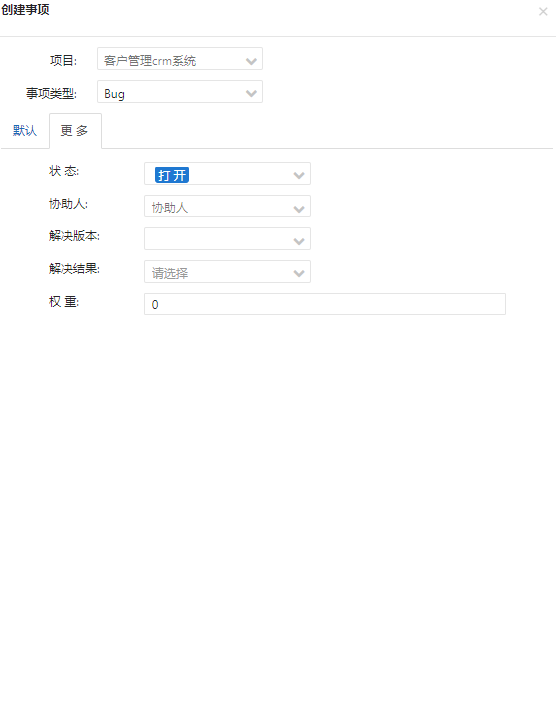 创建事项
×
项目: 客户管理crm系统
事项类型: Bug
默认 更 多
状 态: 打 开
协助人: 协助人
解决版本:
解决结果: 请选择
权 重: 0